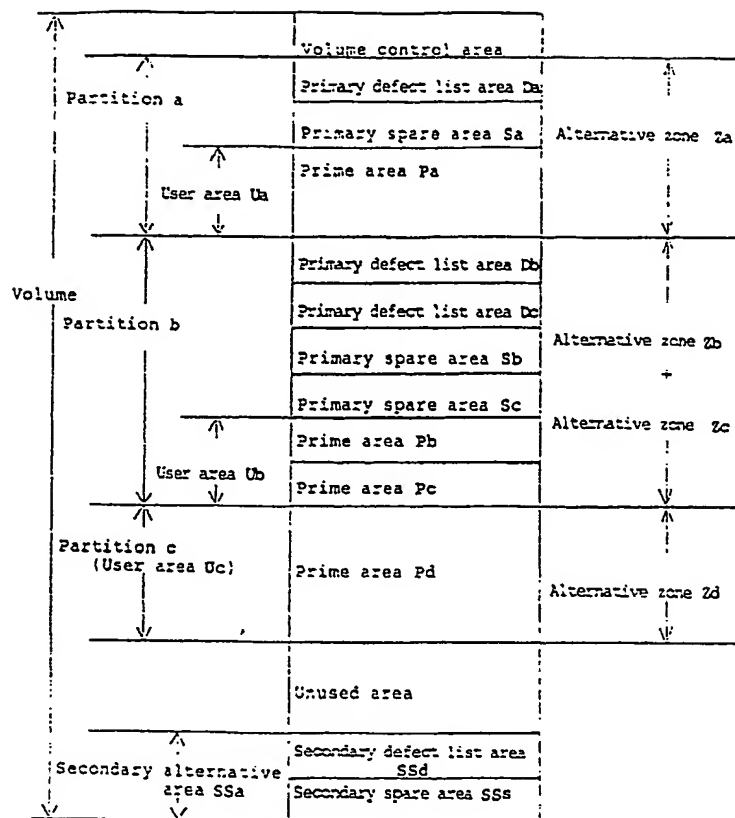 Volume control area
Primary defect list area Da
Partition a
Primary spare area Sa
Alternative zone Za
Prime area Pa
User area Ua
Primary defect list area Db
Volume
Primary defect list area Dc
Partition b
Alternative zone Zb
Primary spare area Sb
Primary spare area Sc
Alternative zone Zc
Prime area Pb
User area Ub
Prime area Pc
Partition c
(User area Uc)
Prime area Pd
Alternative zone Zd
Unused area
Secondary defect list area
SSd
Secondary alternative
area SSa
Secondary spare area SSs